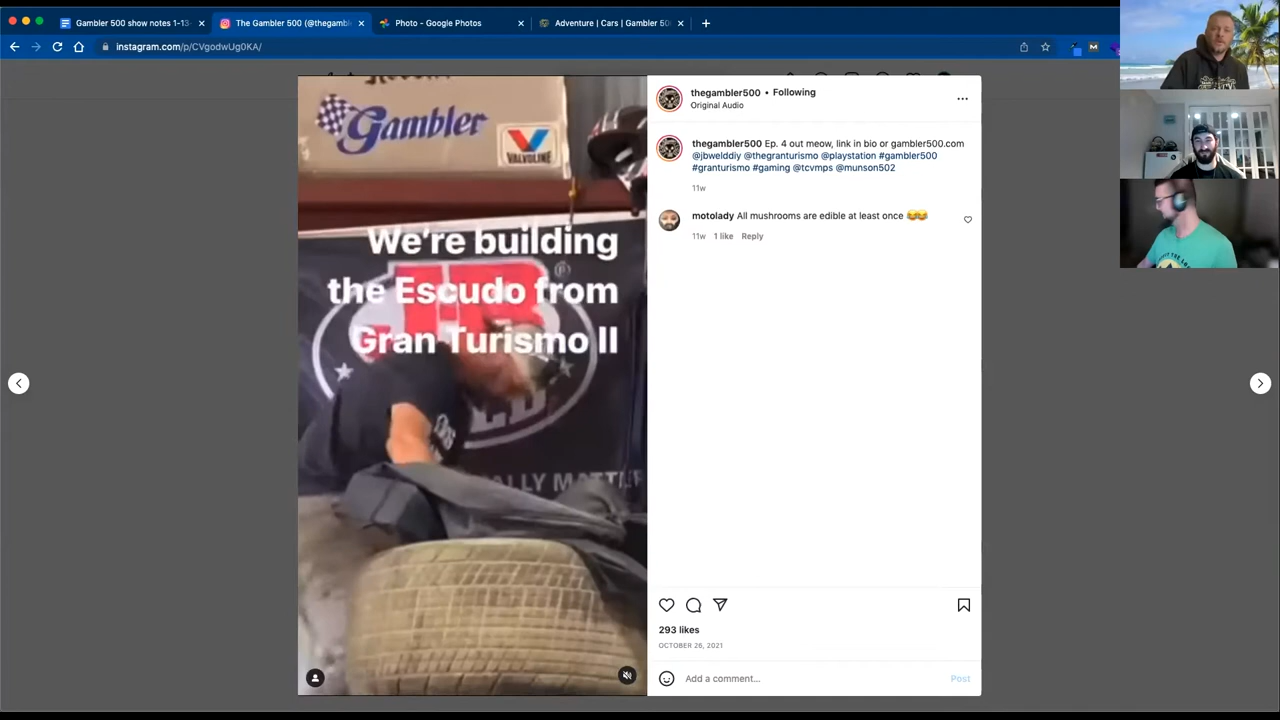 Gambler 500 show notes 1-13-
The Gambler 500 (@thegamble
Photo - Google Photos
Adventure | Cars | Gambler 50
instagram.com/p/CVgodwUg0KA/
Gambler
VALVOLINE
We're building
the Escudo from
Gran Turismo II
thegambler500 • Following
Original Audio
thegambler500 Ep. 4 out meow, link in bio or gambler500.com
@jbwelddiy @thegranturismo @playstation #gambler500
#granturismo #gaming @tcvmps @munson502
11w
motolady All mushrooms are edible at least once 😂😂
11w 1 like Reply
293 likes
OCTOBER 26, 2021
Add a comment...
Post